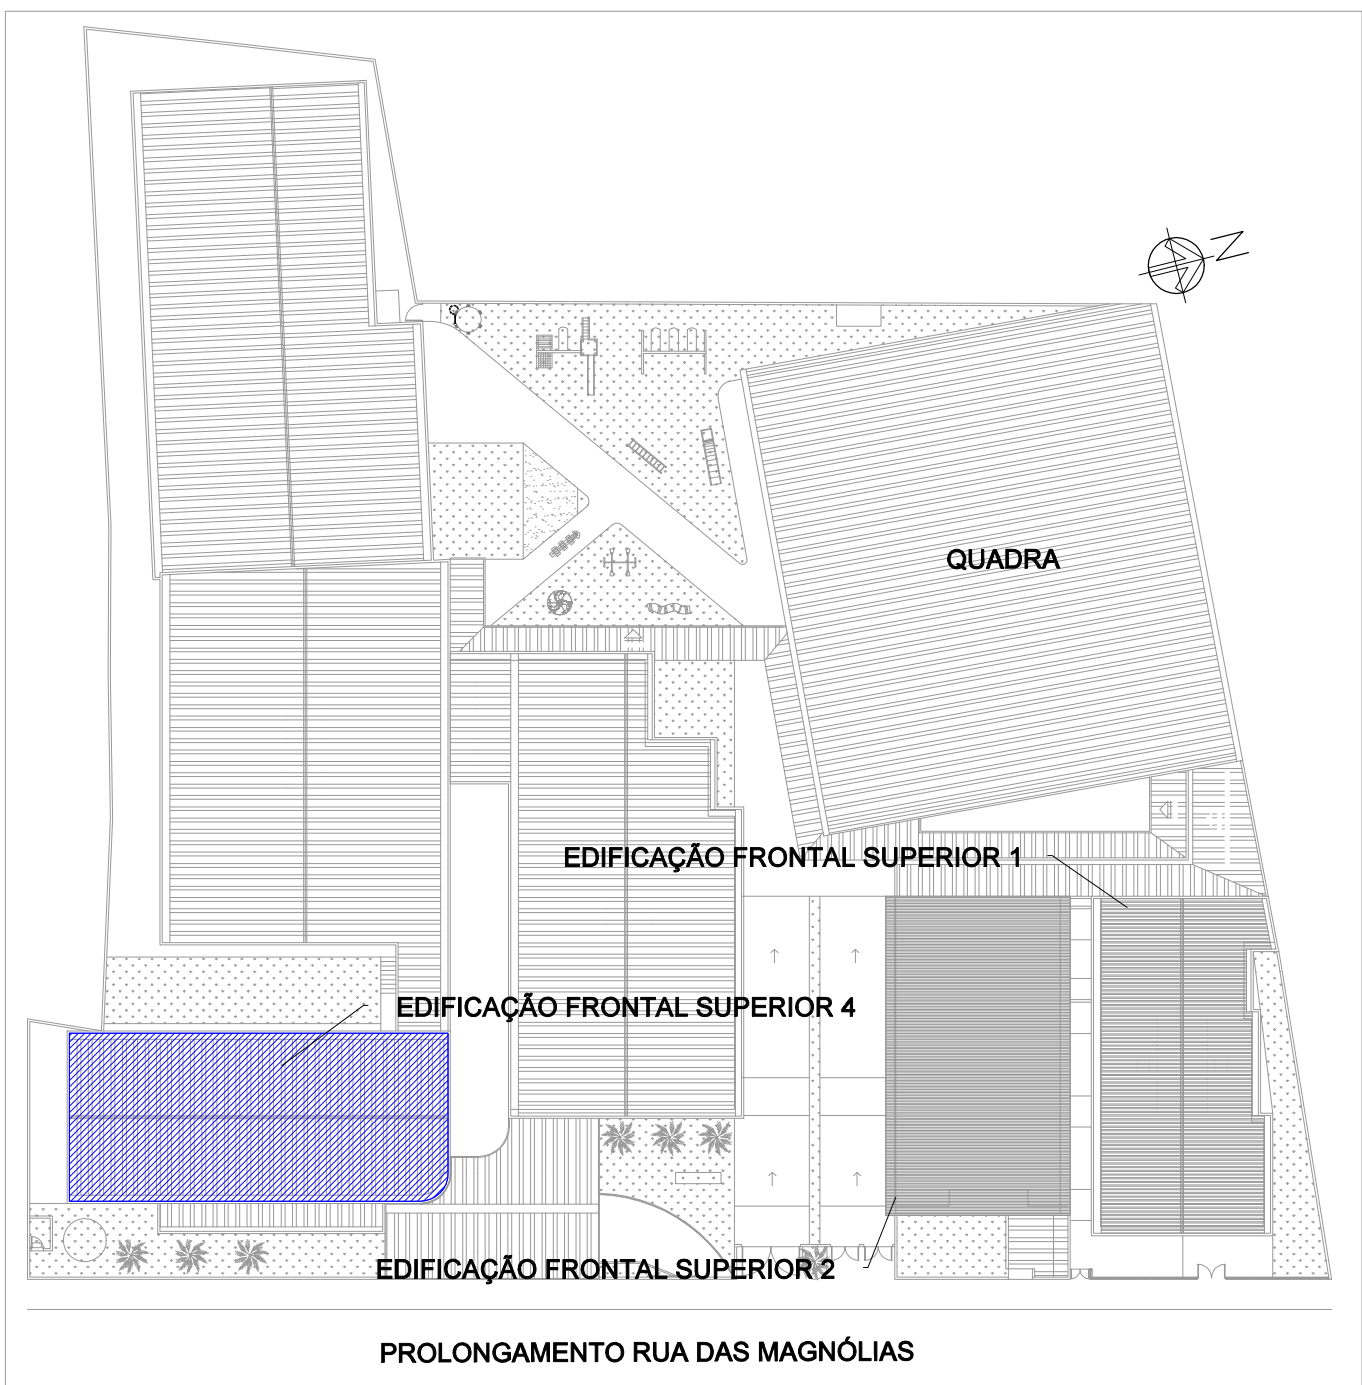 N
QUADRA
EDIFICAÇÃO FRONTAL SUPERIOR 1
EDIFICAÇÃO FRONTAL SUPERIOR 4
EDIFICAÇÃO FRONTAL SUPERIOR 2
PROLONGAMENTO RUA DAS MAGNÓLIAS